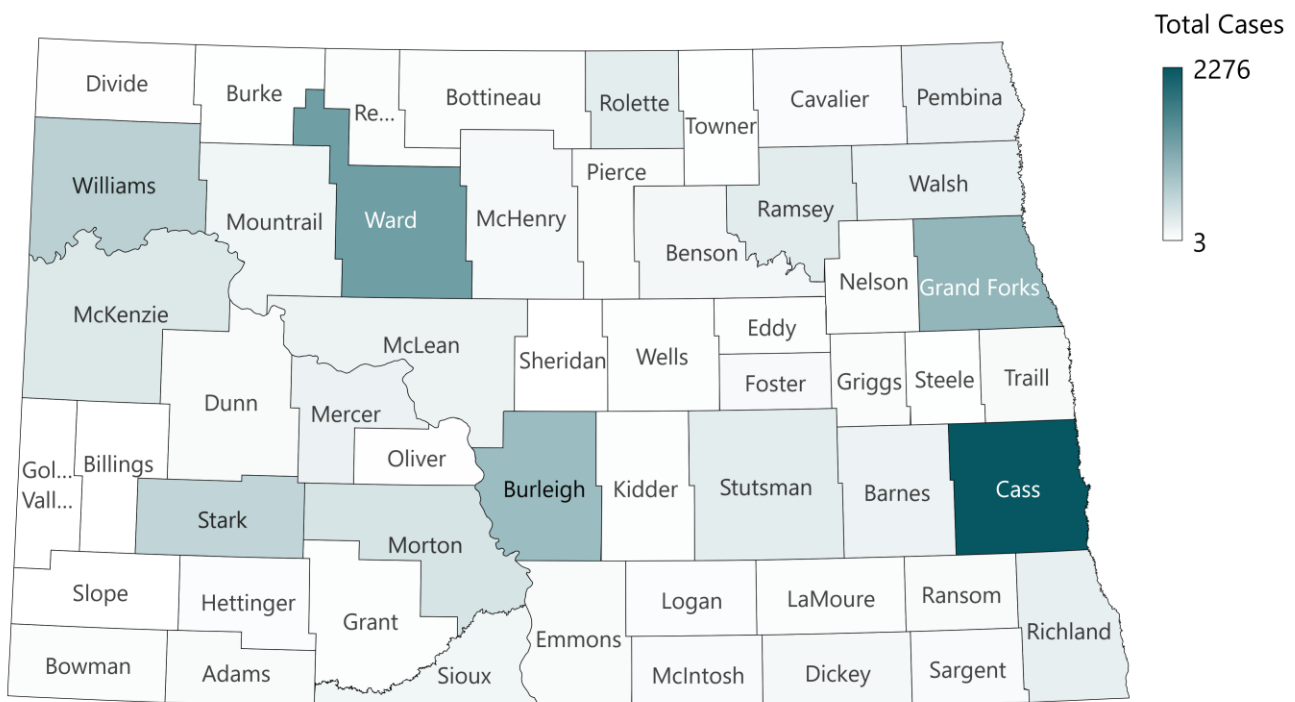 Total Cases
2276
3
Divide
Burke
Re...
Bottineau
Rolette
Towner
Cavalier
Pembina
Williams
Mountrail
Ward
McHenry
Pierce
Benson
Ramsey
Walsh
Nelson
Grand Forks
McKenzie
McLean
Sheridan
Wells
Eddy
Foster
Griggs
Steele
Traill
Dunn
Mercer
Oliver
Gol...
Vall...
Billings
Burleigh
Kidder
Stutsman
Barnes
Cass
Stark
Morton
Slope
Hettinger
Grant
Emmons
Logan
LaMoure
Ransom
Richland
Bowman
Adams
Sioux
McIntosh
Dickey
Sargent